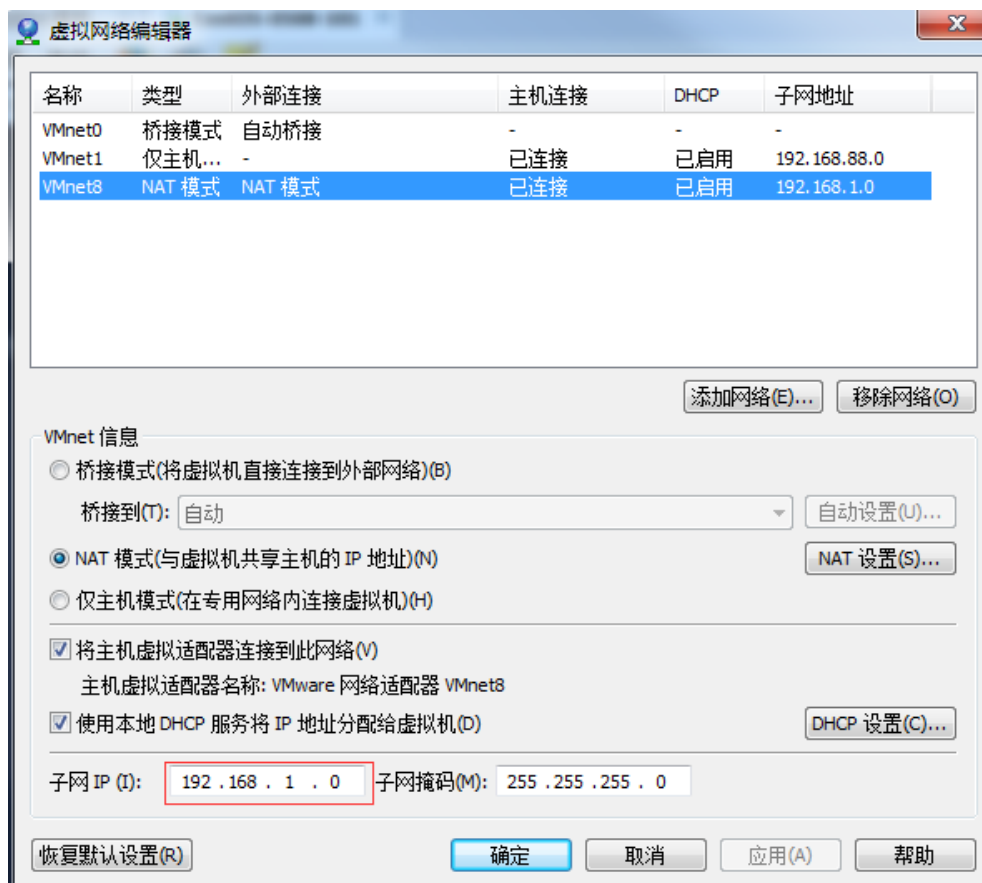 虚拟网络编辑器
名称 类型 外部连接 主机连接 DHCP 子网地址
VMnet0 桥接模式 自动桥接 - - -
VMnet1 仅主机... - 已连接 已启用 192.168.88.0
VMnet8 NAT 模式 NAT 模式 已连接 已启用 192.168.1.0
添加网络(E)... 移除网络(O)
VMnet 信息
桥接模式(将虚拟机直接连接到外部网络)(B)
桥接到(T): 自动 自动设置(U)...
NAT 模式(与虚拟机共享主机的 IP 地址)(N) NAT 设置(S)...
仅主机模式(在专用网络内连接虚拟机)(H)
将主机虚拟适配器连接到此网络(V)
主机虚拟适配器名称: VMware 网络适配器 VMnet8
使用本地 DHCP 服务将 IP 地址分配给虚拟机(D) DHCP 设置(C)...
子网 IP (I): 192 . 168 . 1 . 0 子网掩码(M): 255 . 255 . 255 . 0
恢复默认设置(R) 确定 取消 应用(A) 帮助